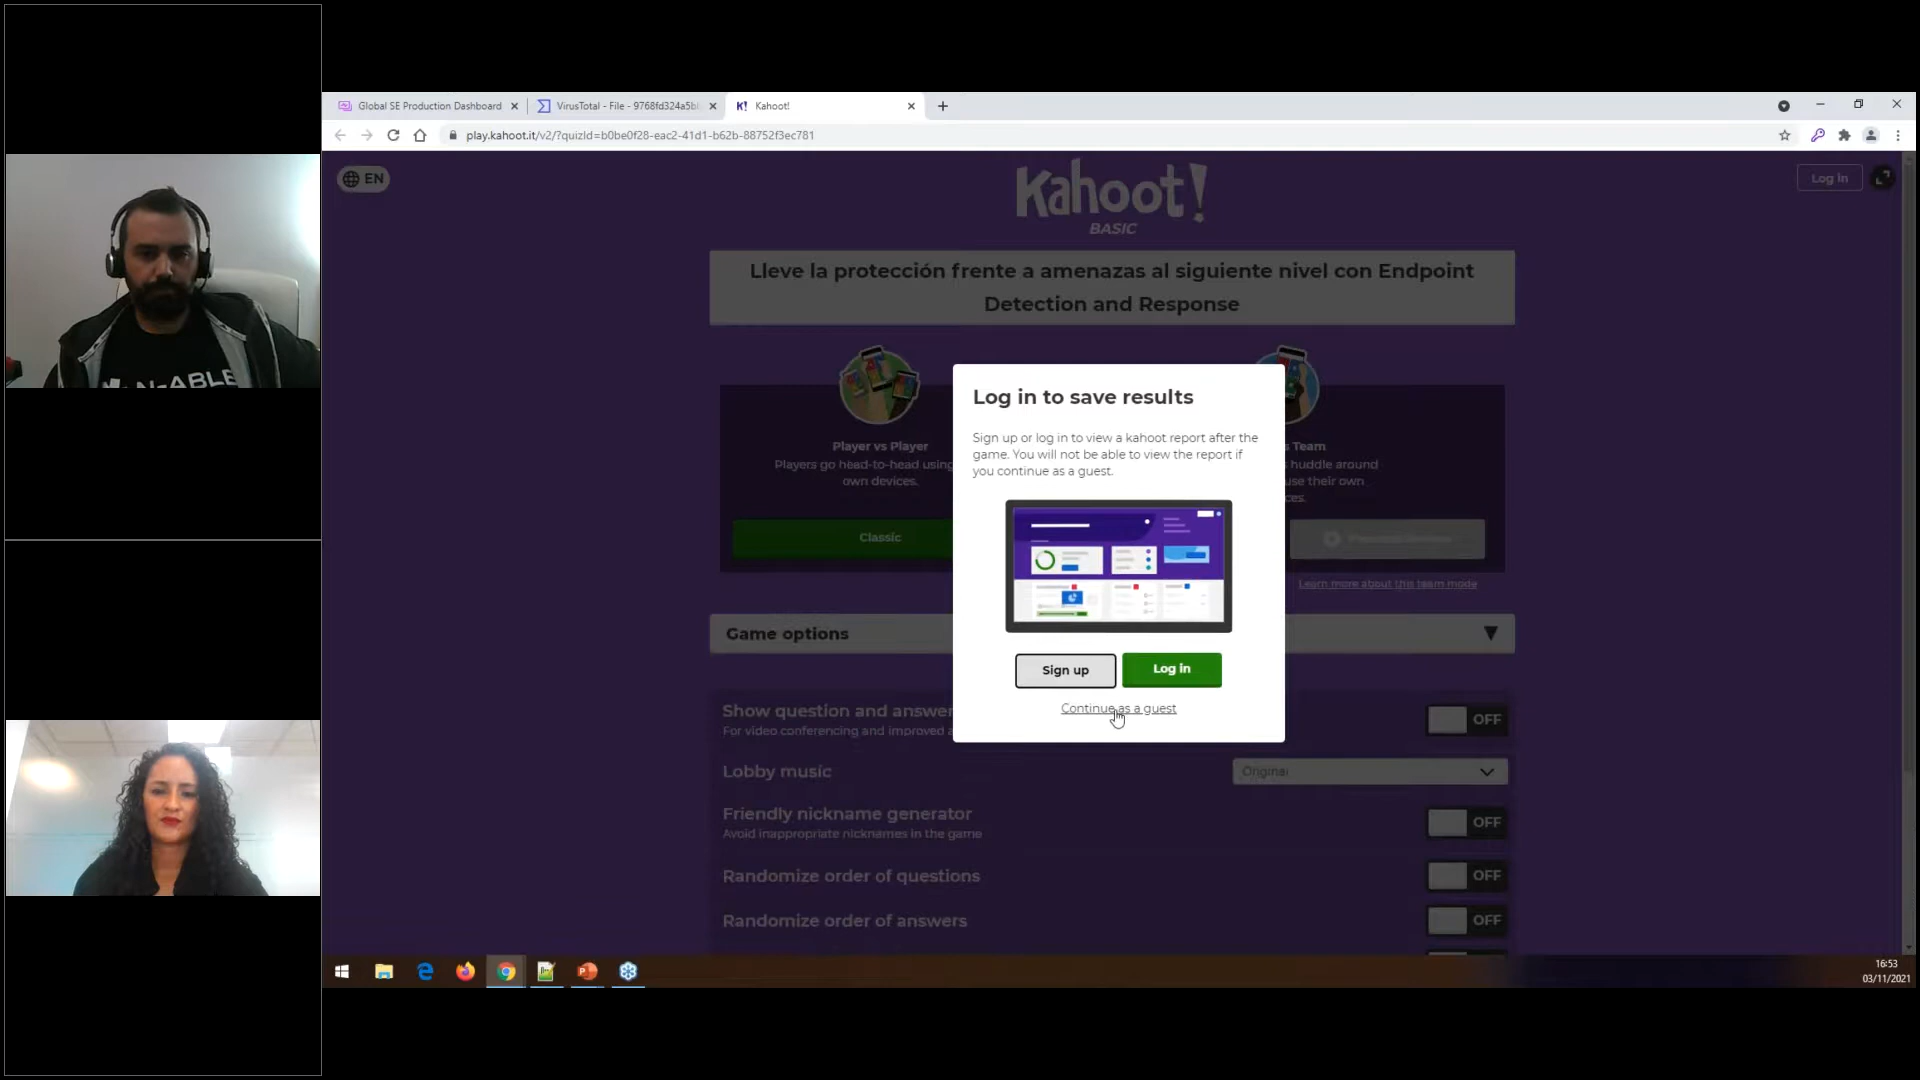 Global SE Production Dashboard
VirusTotal - File - 9768fd324a5b
Kahoot!
play.kahoot.it/v2/?quizId=b0be0f28-eac2-41d1-b62b-88752f3ec781
EN
Kahoot!
BASIC
Log in
Lleve la protección frente a amenazas al siguiente nivel con Endpoint
Detection and Response
Player vs Player
Players go head-to-head using
own devices.
Classic
Team
huddle around
use their own
Learn more about this team mode
Log in to save results
Sign up or log in to view a kahoot report after the
game. You will not be able to view the report if
you continue as a guest.
Sign up
Log in
Continue as a guest
Game options
Show question and answer
For video conferencing and improved
OFF
Lobby music
Original
Friendly nickname generator
Avoid inappropriate nicknames in the game
OFF
Randomize order of questions
OFF
Randomize order of answers
OFF
16:53
03/11/2021